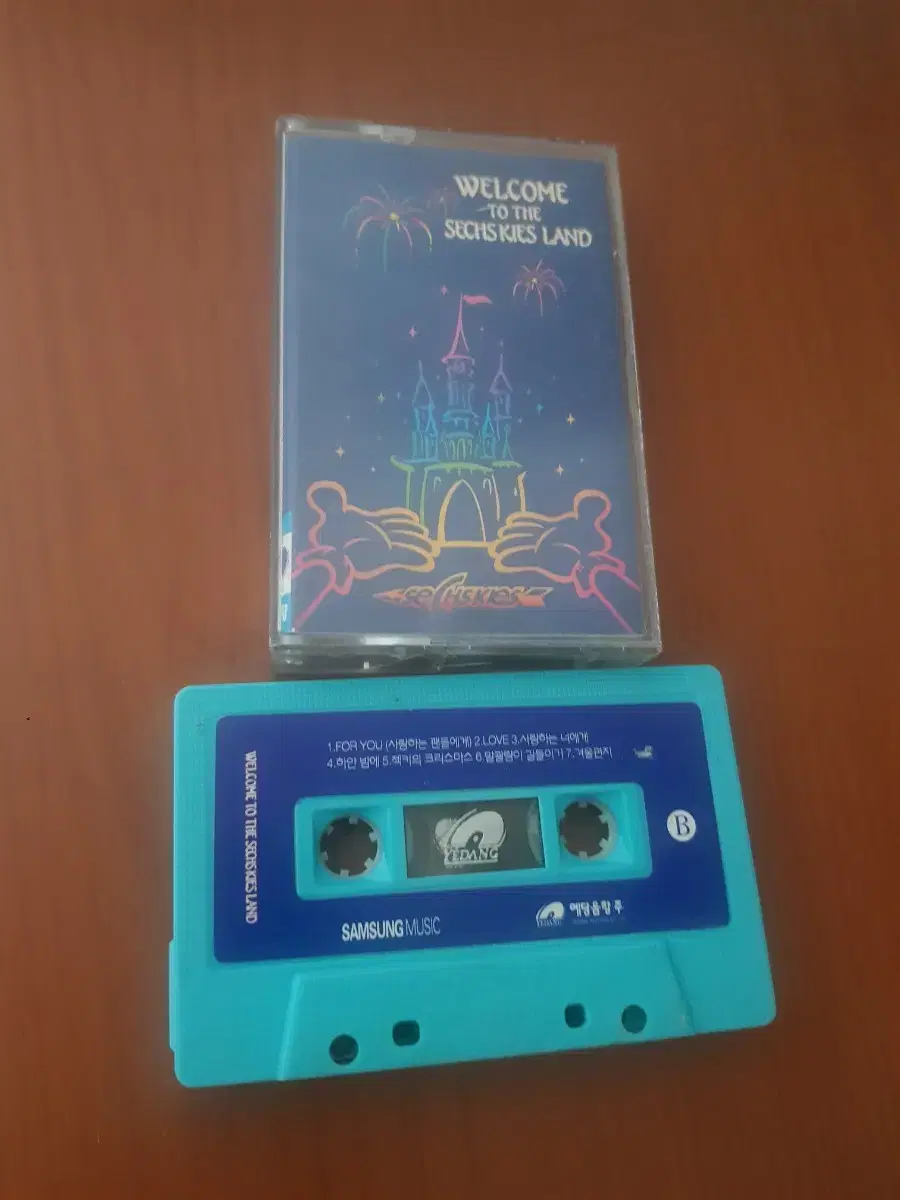 WELCOME
TO THE
SECHSKIES LAND
SECHSKIES
1.FOR YOU (사랑하는 팬들에게) 2.LOVE 3.사랑하는 너에게
4.하얀 밤에 5.젝키의 크리스마스 6.말괄량이 길들이기 7.겨울편지
WELCOME TO THE SECHSKIES LAND
B
YEDANG
SAMSUNG MUSIC
YEDANG
예당음향 주